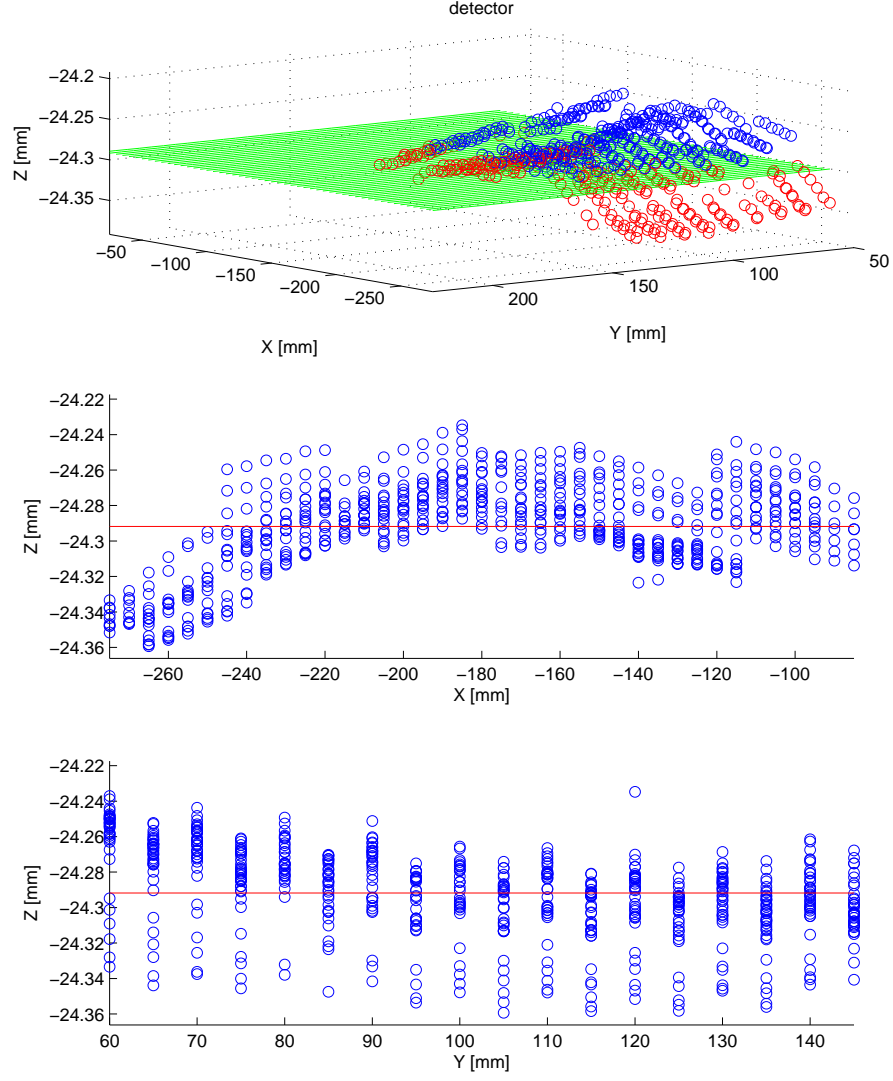 detector
−24.2
−24.25
−24.3
−24.35
Z [mm]
−50
−100
−150
−200
−250
X [mm]
200
150
100
50
Y [mm]
−24.22
−24.24
−24.26
−24.28
−24.3
−24.32
−24.34
−24.36
Z [mm]
−260 −240 −220 −200 −180 −160 −140 −120 −100
X [mm]
−24.22
−24.24
−24.26
−24.28
−24.3
−24.32
−24.34
−24.36
Z [mm]
60 70 80 90 100 110 120 130 140
Y [mm]